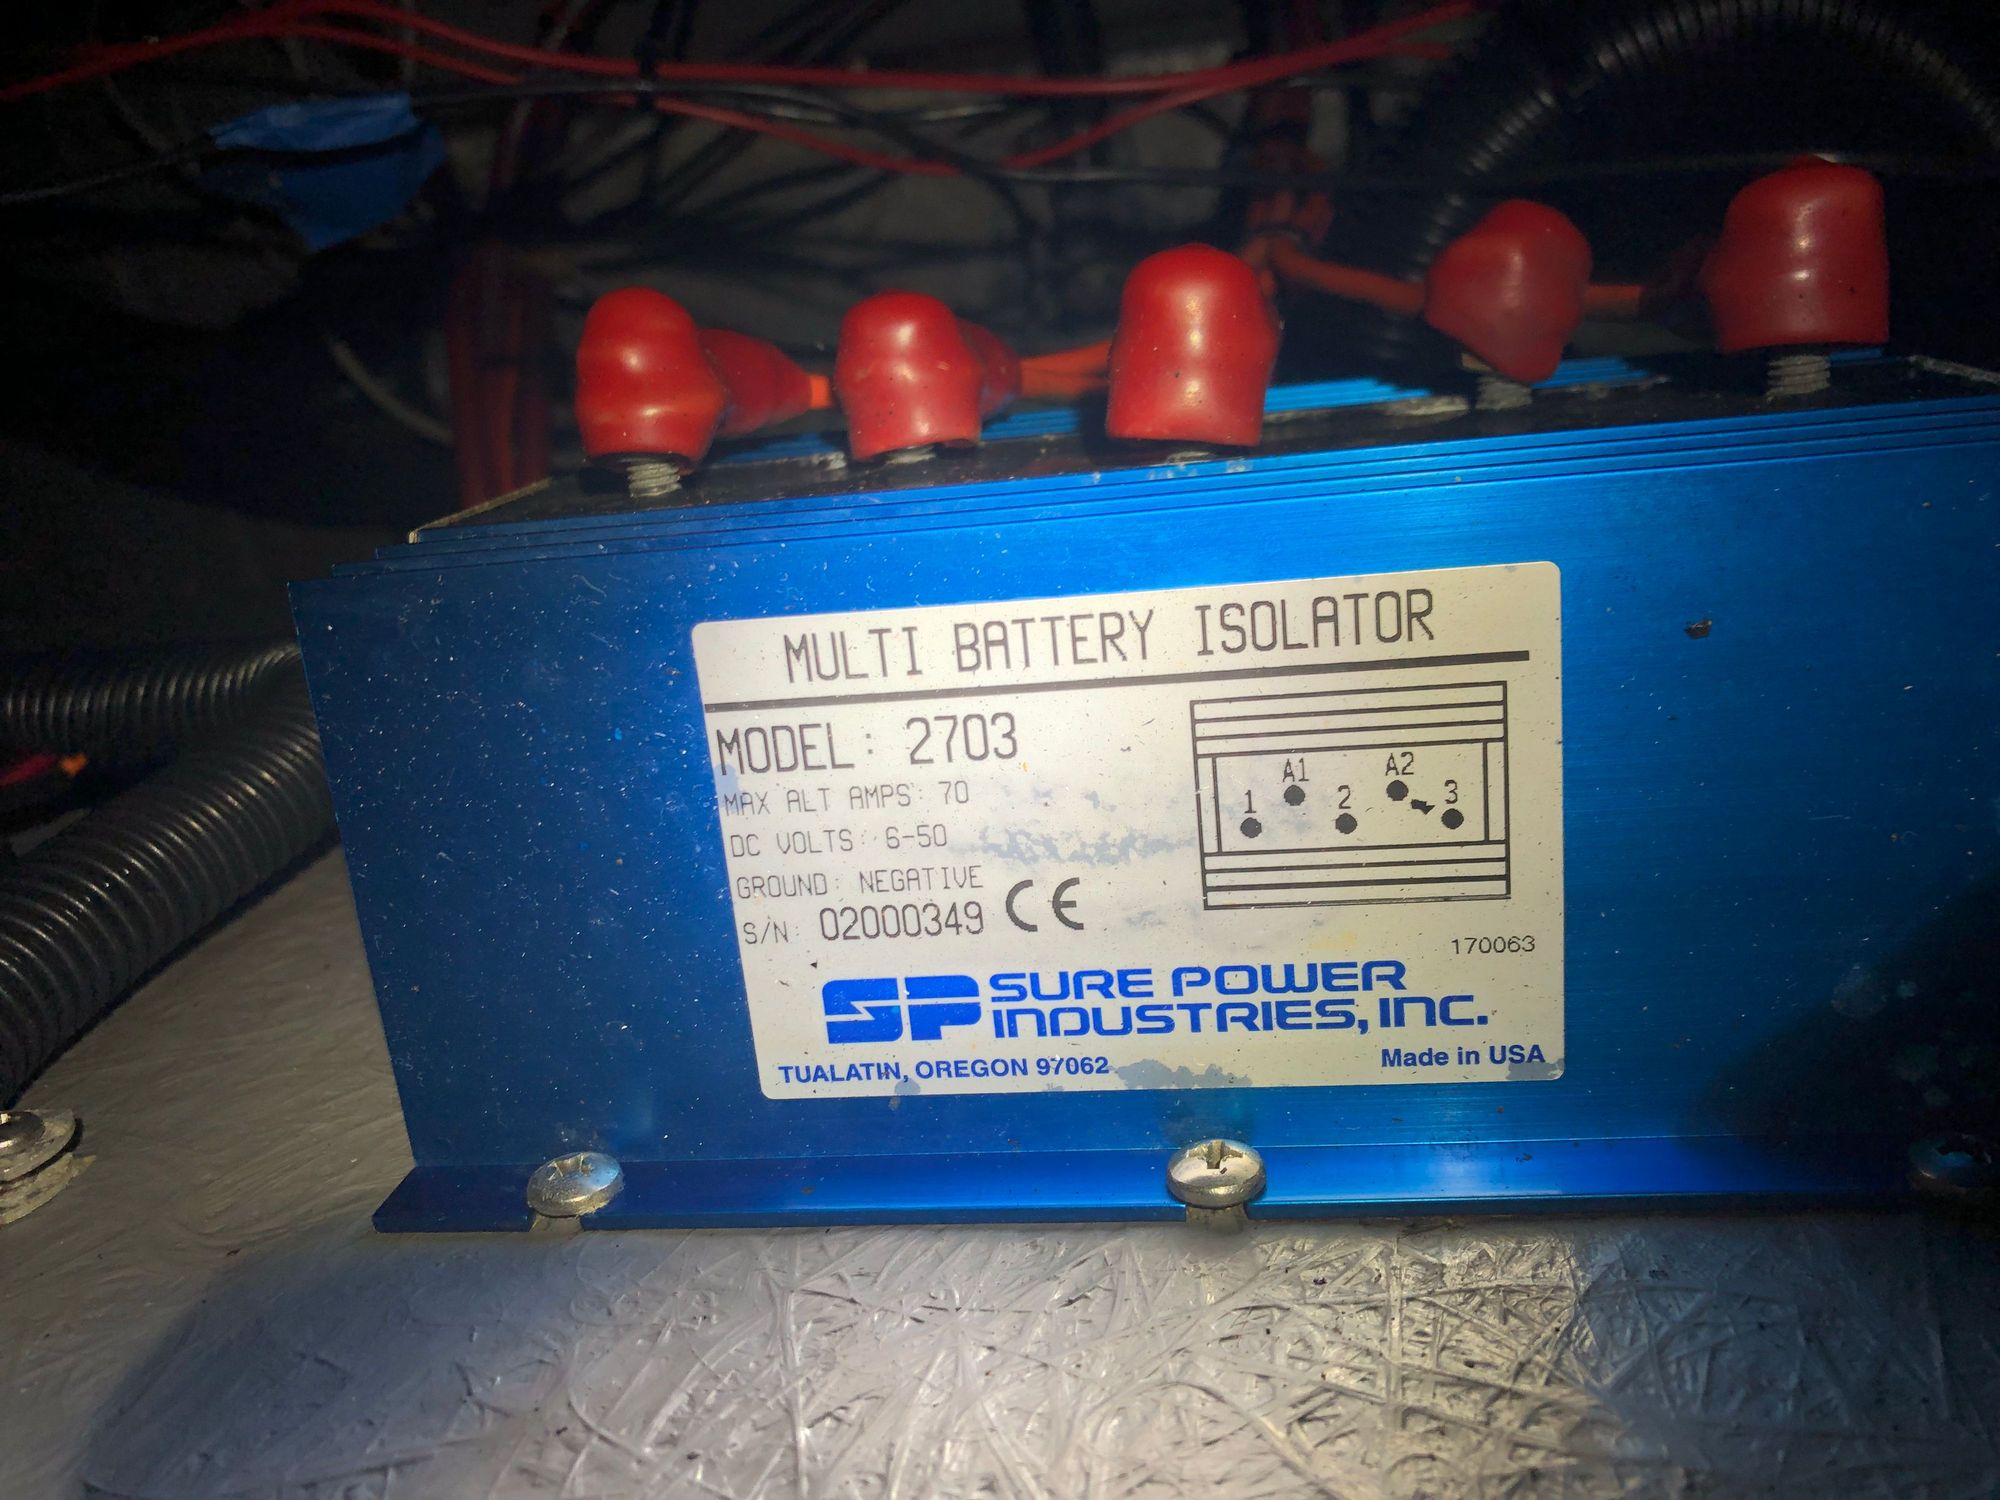 MULTI BATTERY ISOLATOR
MODEL: 2703
MAX ALT AMPS: 70
DC VOLTS: 6-50
GROUND: NEGATIVE
S/N: 02000349 CE
A1 A2
1 2 3
170063
SP SURE POWER
INDUSTRIES, INC.
TUALATIN, OREGON 97062
Made in USA